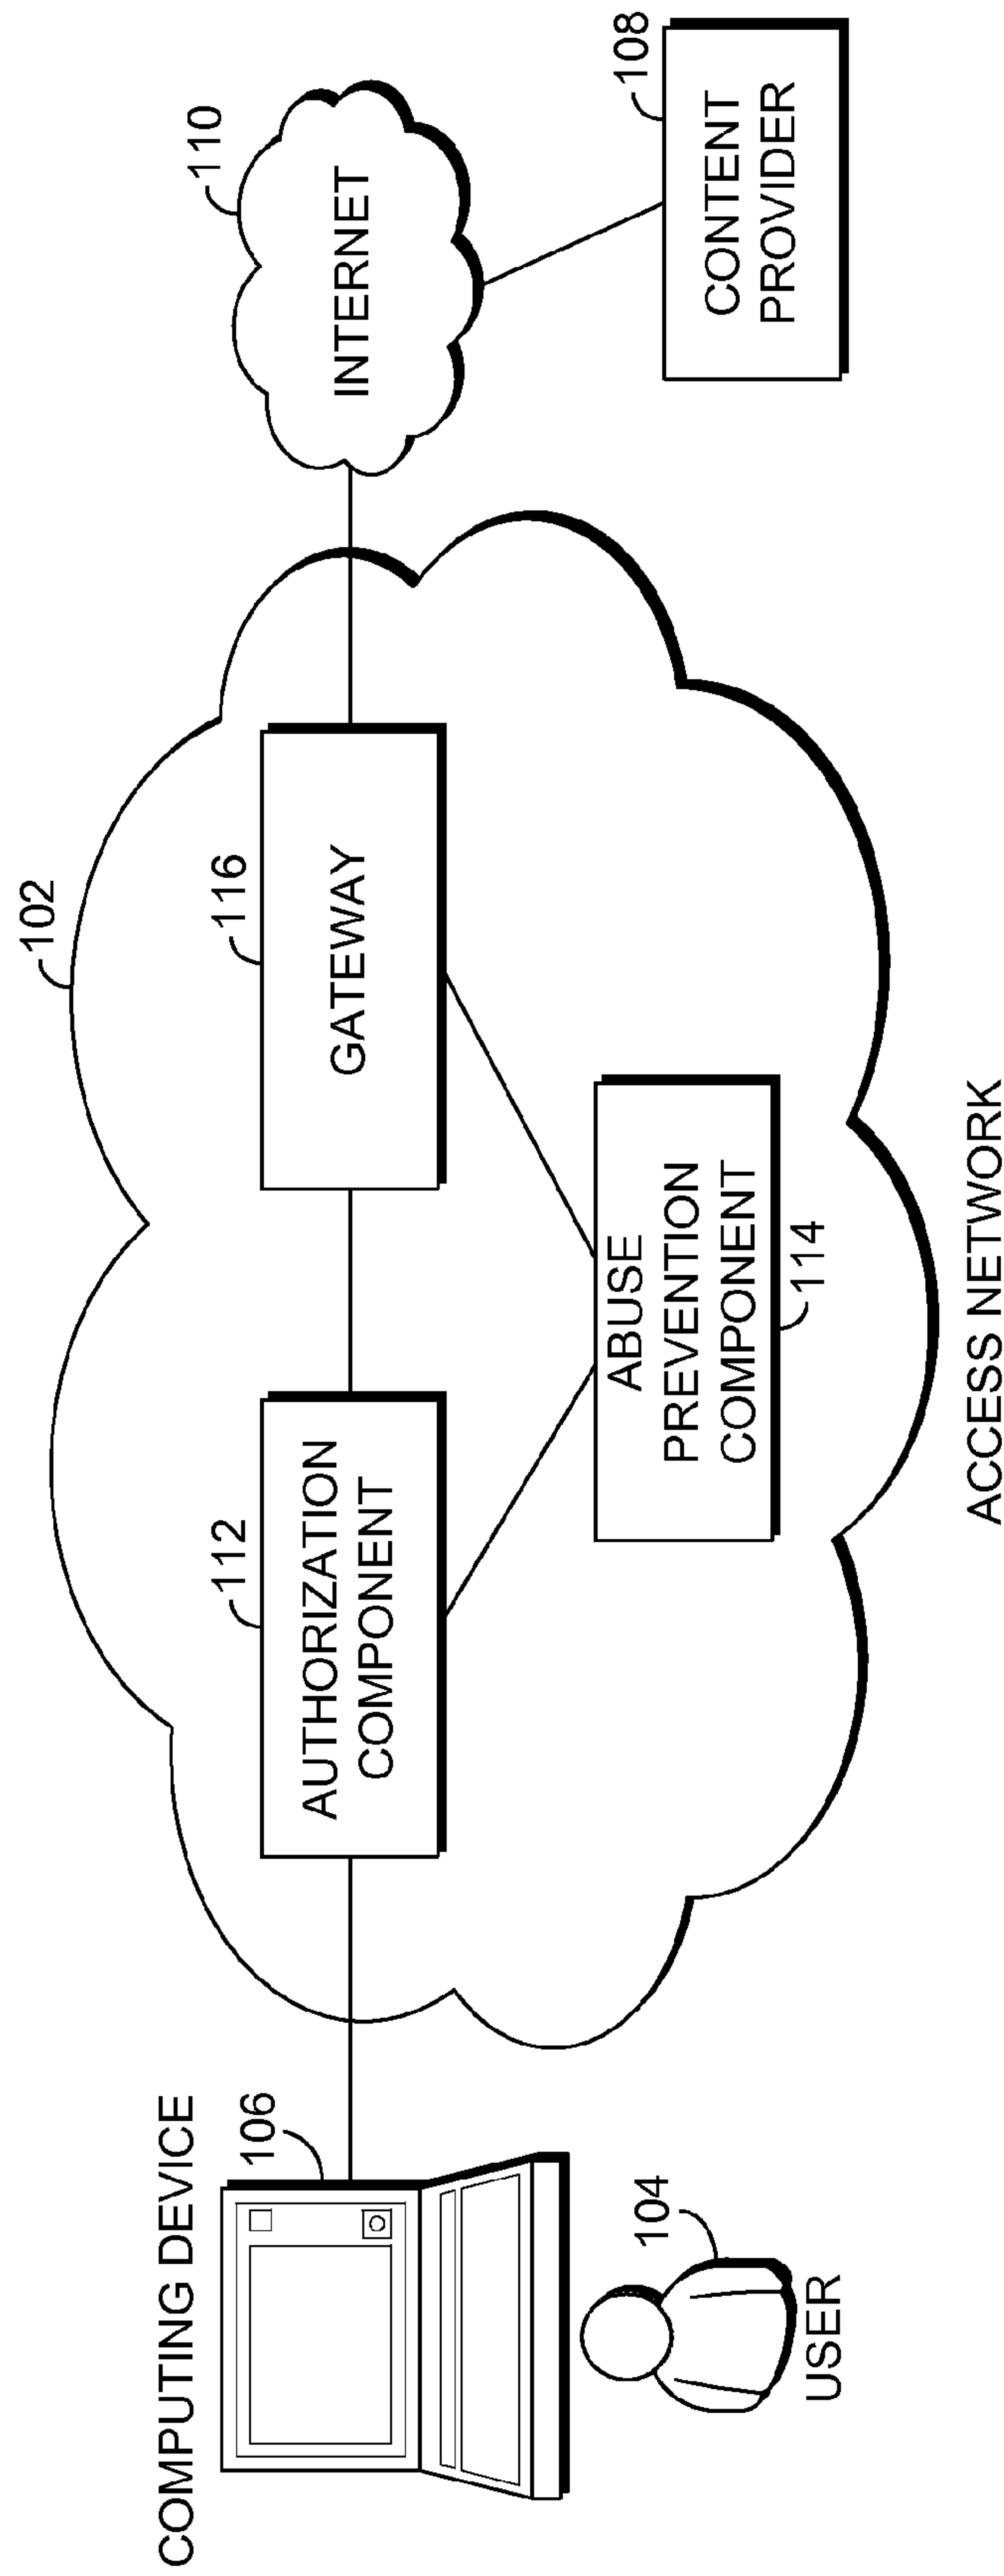 COMPUTING DEVICE
106
104
USER
102
112
AUTHORIZATION
COMPONENT
116
GATEWAY
ABUSE
PREVENTION
COMPONENT
114
ACCESS NETWORK
110
INTERNET
108
CONTENT
PROVIDER